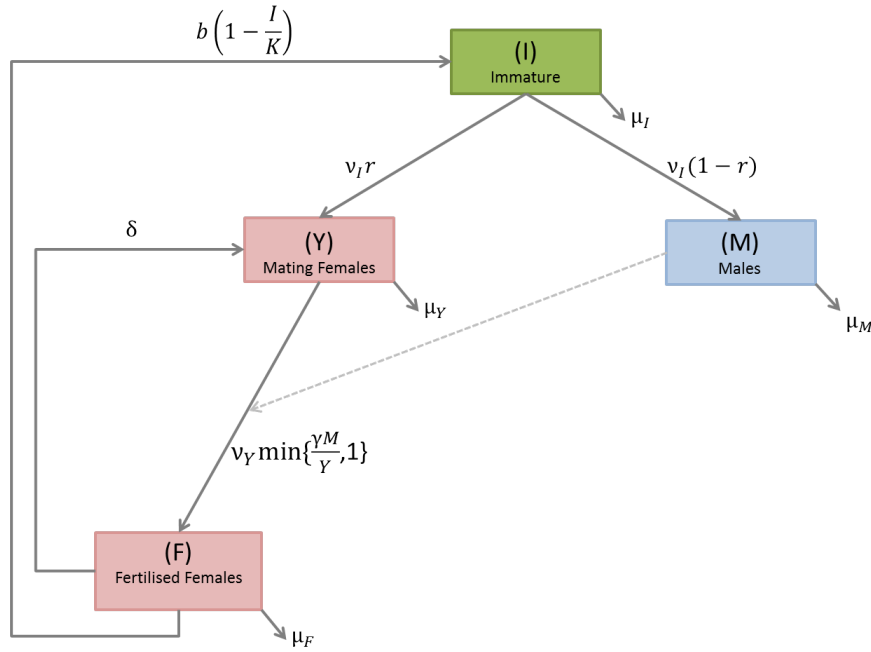 b(1 − I/K)
(I)
Immature
μ_I
ν_I r
ν_I(1 − r)
δ
(Y)
Mating Females
μ_Y
(M)
Males
μ_M
ν_Y min{γM/Y,1}
(F)
Fertilised Females
μ_F